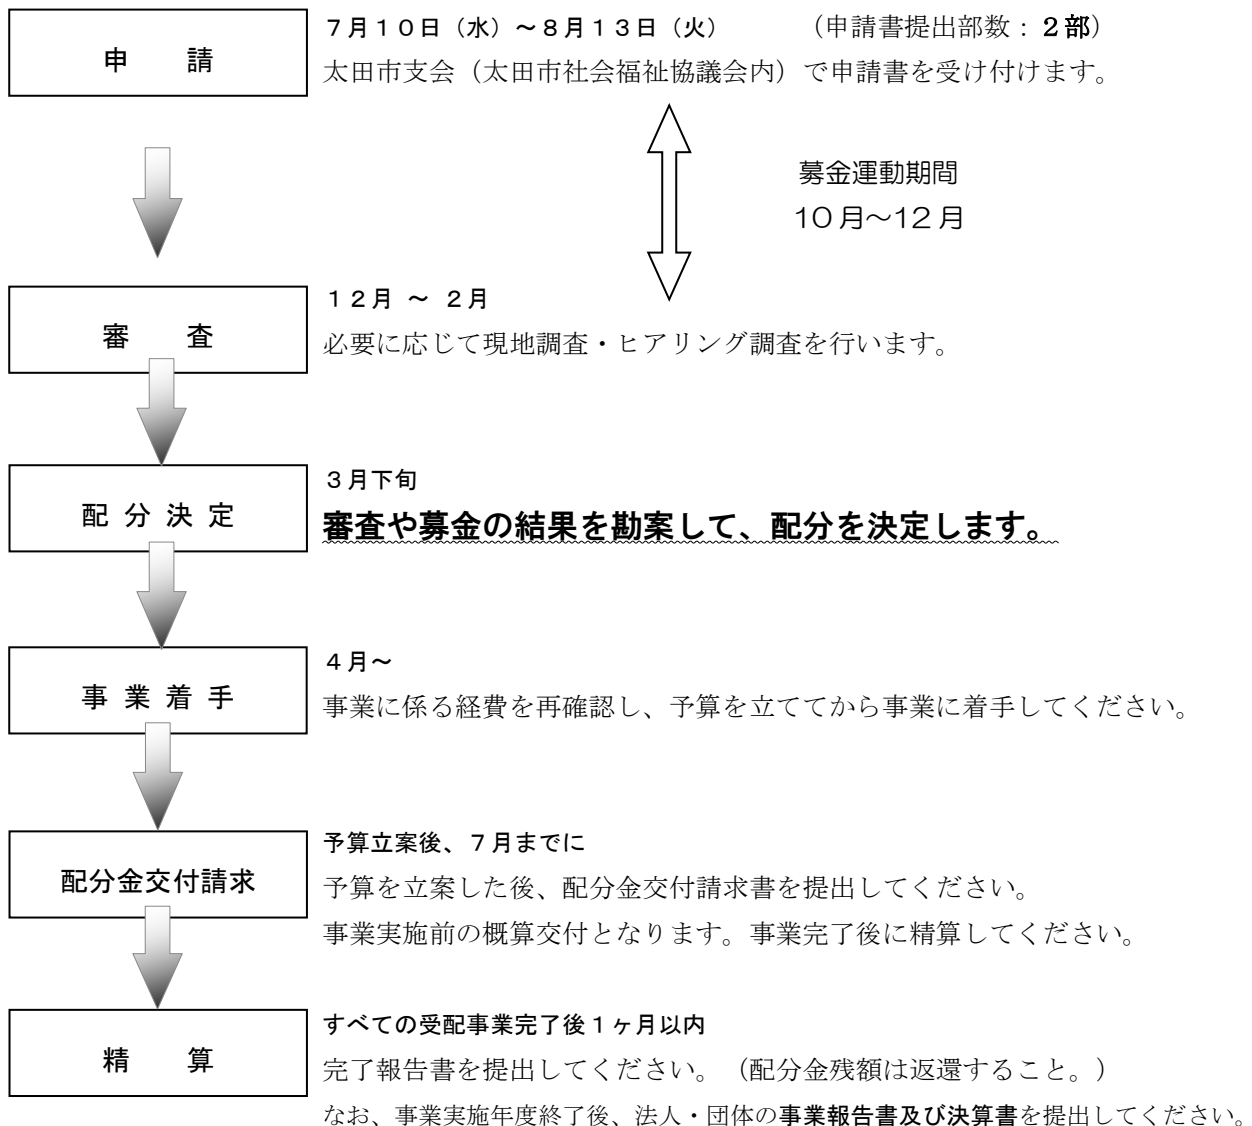 申　請
７月１０日（水）～８月１３日（火）　　（申請書提出部数：２部）
太田市支会（太田市社会福祉協議会内）で申請書を受け付けます。
募金運動期間
10月～12月
審　査
１２月 ～ ２月
必要に応じて現地調査・ヒアリング調査を行います。
配 分 決 定
３月下旬
審査や募金の結果を勘案して、配分を決定します。
事 業 着 手
４月～
事業に係る経費を再確認し、予算を立ててから事業に着手してください。
配分金交付請求
予算立案後、７月までに
予算を立案した後、配分金交付請求書を提出してください。
事業実施前の概算交付となります。事業完了後に精算してください。
精　算
すべての受配事業完了後１ヶ月以内
完了報告書を提出してください。（配分金残額は返還すること。）
なお、事業実施年度終了後、法人・団体の事業報告書及び決算書を提出してください。